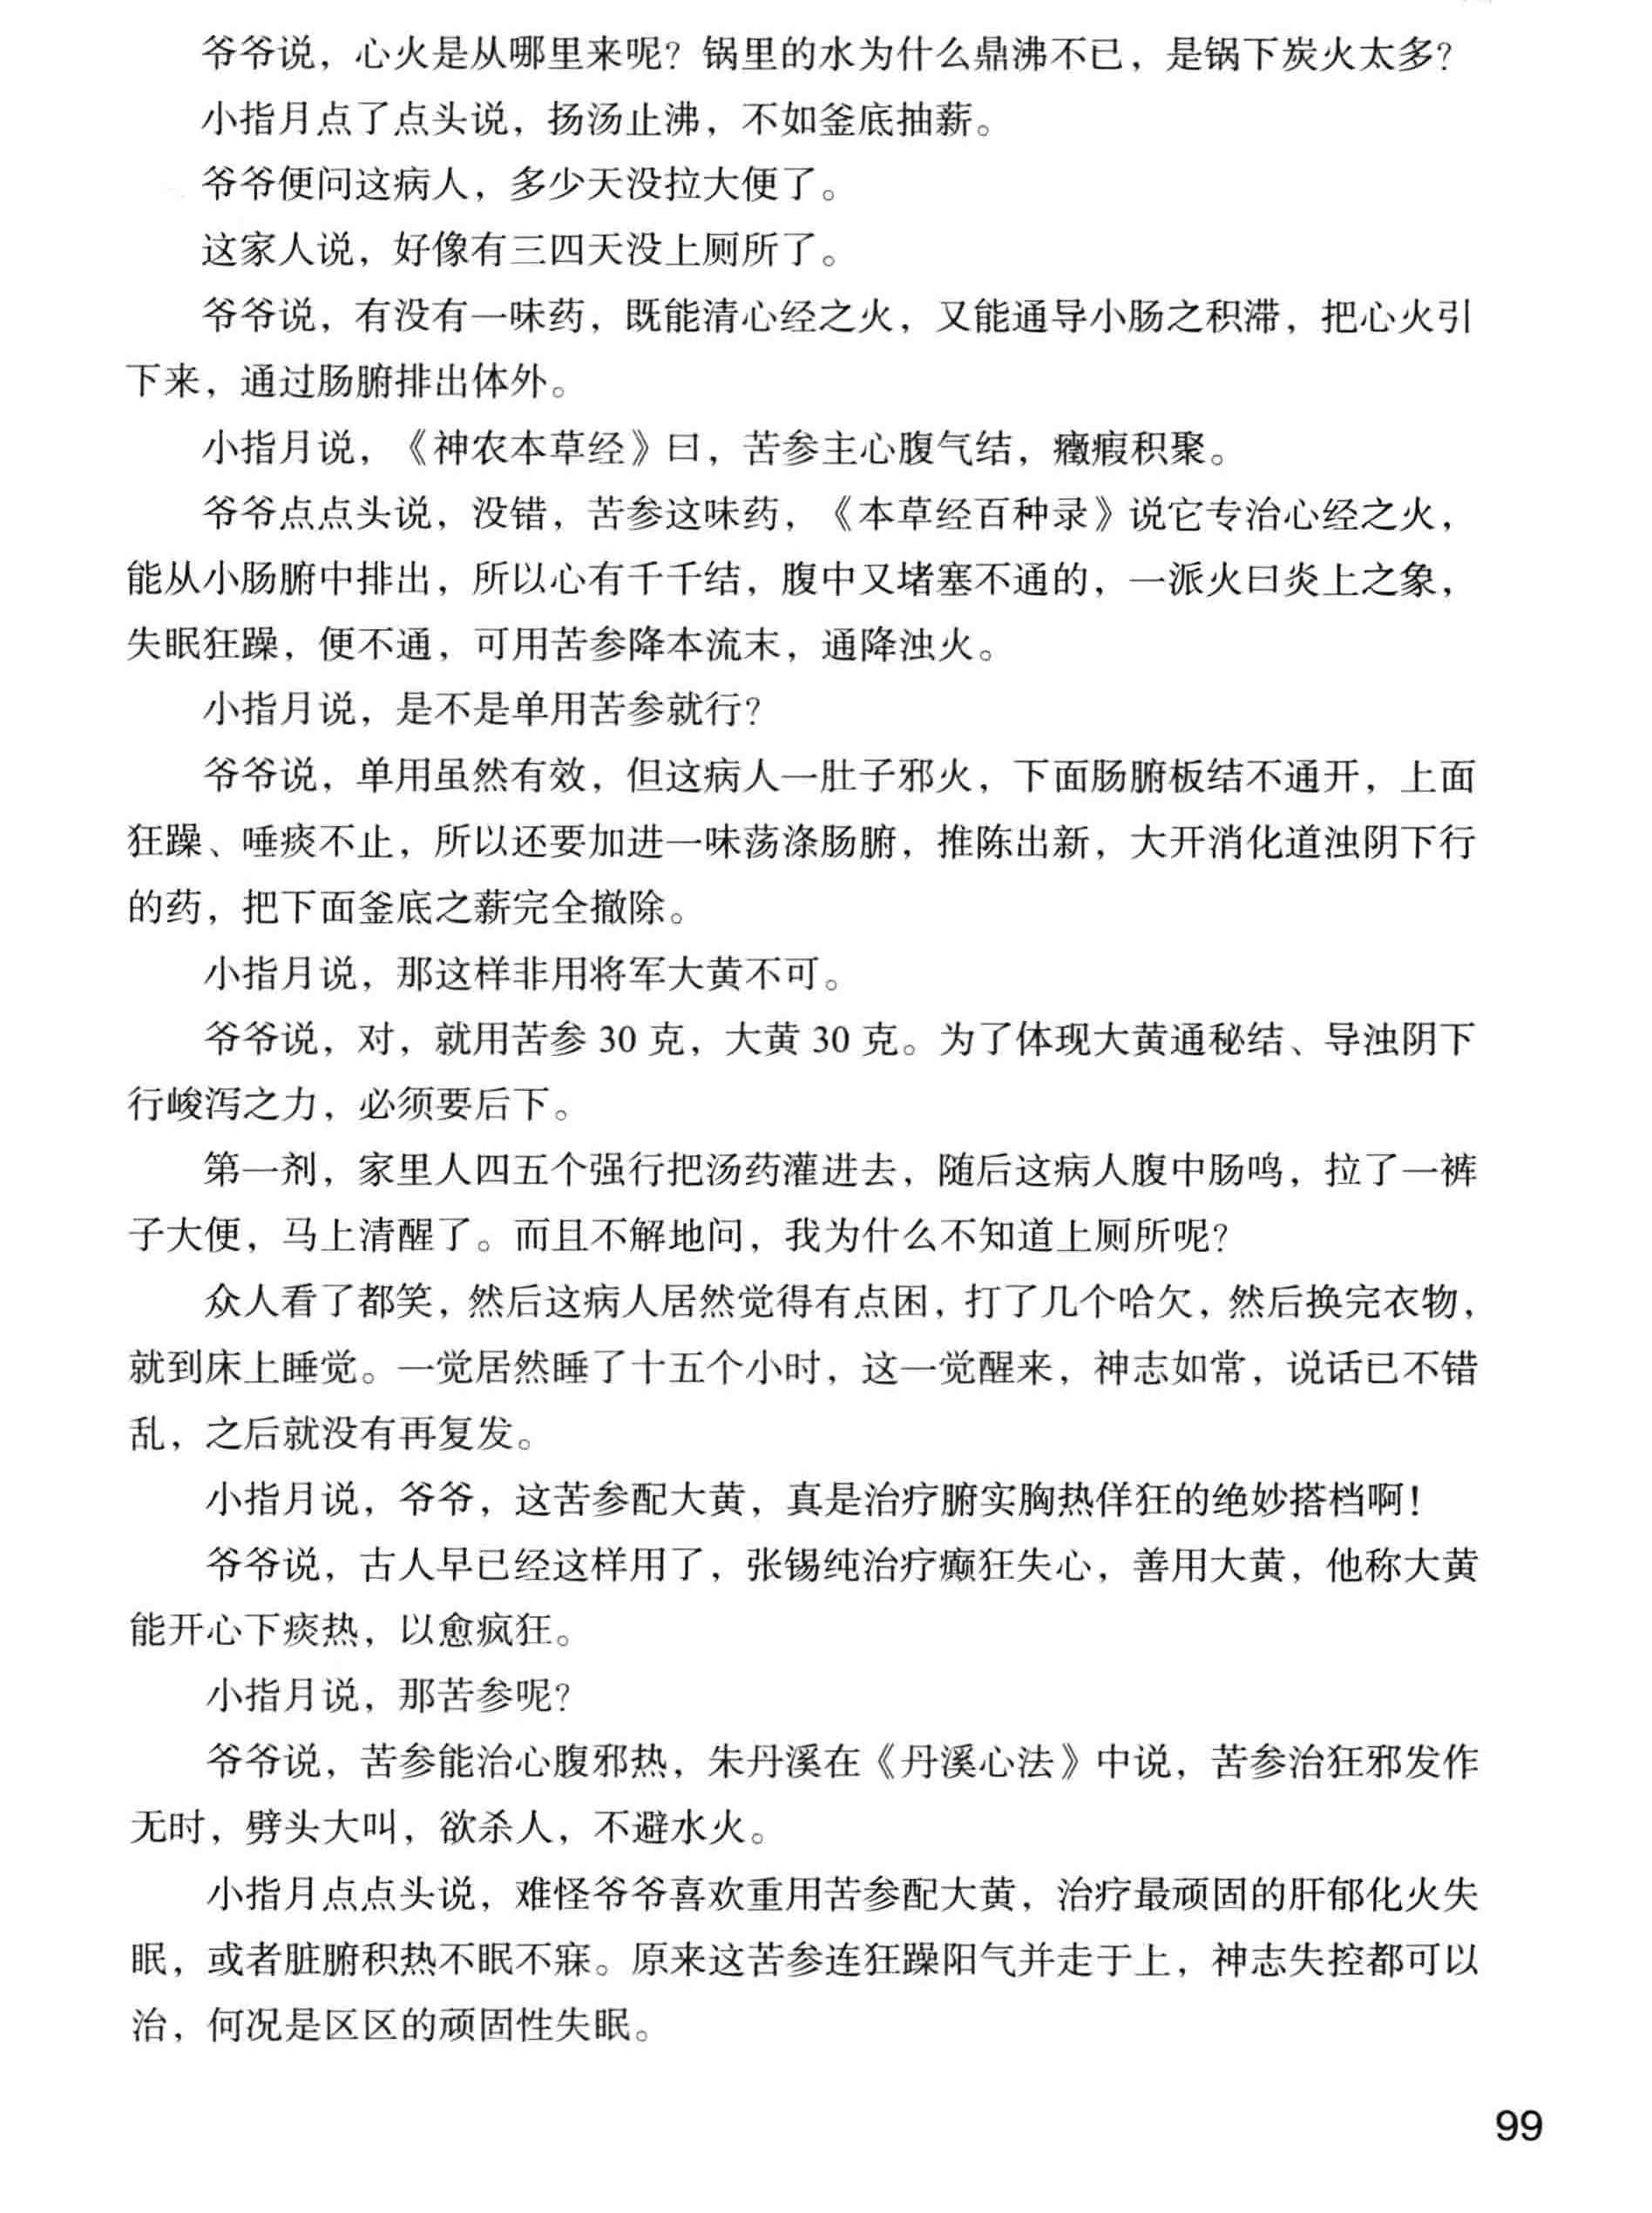 爷爷说，心火是从哪里来呢？锅里的水为什么鼎沸不已，是锅下炭火太多？
小指月点了点头说，扬汤止沸，不如釜底抽薪。
爷爷便问这病人，多少天没拉大便了。
这家人说，好像有三四天没上厕所了。
爷爷说，有没有一味药，既能清心经之火，又能通导小肠之积滞，把心火引
下来，通过肠腑排出体外。
小指月说，《神农本草经》曰，苦参主心腹气结，癥瘕积聚。
爷爷点点头说，没错，苦参这味药，《本草经百种录》说它专治心经之火，
能从小肠腑中排出，所以心有千千结，腹中又堵塞不通的，一派火曰炎上之象，
失眠狂躁，便不通，可用苦参降本流末，通降浊火。
小指月说，是不是单用苦参就行？
爷爷说，单用虽然有效，但这病人一肚子邪火，下面肠腑板结不通开，上面
狂躁、唾痰不止，所以还要加进一味荡涤肠腑，推陈出新，大开消化道浊阴下行
的药，把下面釜底之薪完全撤除。
小指月说，那这样非用将军大黄不可。
爷爷说，对，就用苦参 30 克，大黄 30 克。为了体现大黄通秘结、导浊阴下
行峻泻之力，必须要后下。
第一剂，家里人四五个强行把汤药灌进去，随后这病人腹中肠鸣，拉了一裤
子大便，马上清醒了。而且不解地问，我为什么不知道上厕所呢？
众人看了都笑，然后这病人居然觉得有点困，打了几个哈欠，然后换完衣物，
就到床上睡觉。一觉居然睡了十五个小时，这一觉醒来，神志如常，说话已不错
乱，之后就没有再复发。
小指月说，爷爷，这苦参配大黄，真是治疗腑实胸热佯狂的绝妙搭档啊！
爷爷说，古人早已经这样用了，张锡纯治疗癫狂失心，善用大黄，他称大黄
能开心下痰热，以愈疯狂。
小指月说，那苦参呢？
爷爷说，苦参能治心腹邪热，朱丹溪在《丹溪心法》中说，苦参治狂邪发作
无时，劈头大叫，欲杀人，不避水火。
小指月点点头说，难怪爷爷喜欢重用苦参配大黄，治疗最顽固的肝郁化火失
眠，或者脏腑积热不眠不寐。原来这苦参连狂躁阳气并走于上，神志失控都可以
治，何况是区区的顽固性失眠。
99